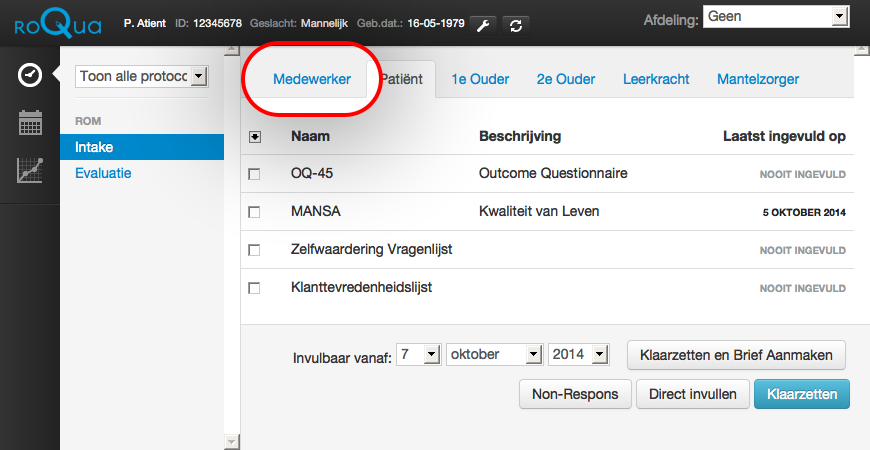 roQua P. Atient ID: 12345678 Geslacht: Mannelijk Geb.dat.: 16-05-1979 Afdeling: Geen
Toon alle protocc
ROM
Intake
Evaluatie
Medewerker Patiënt 1e Ouder 2e Ouder Leerkracht Mantelzorger
Naam Beschrijving Laatst ingevuld op
OQ-45 Outcome Questionnaire NOOIT INGEVULD
MANSA Kwaliteit van Leven 5 OKTOBER 2014
Zelfwaardering Vragenlijst NOOIT INGEVULD
Klanttevredenheidslijst NOOIT INGEVULD
Invulbaar vanaf: 7 oktober 2014 Klaarzetten en Brief Aanmaken
Non-Respons Direct invullen Klaarzetten